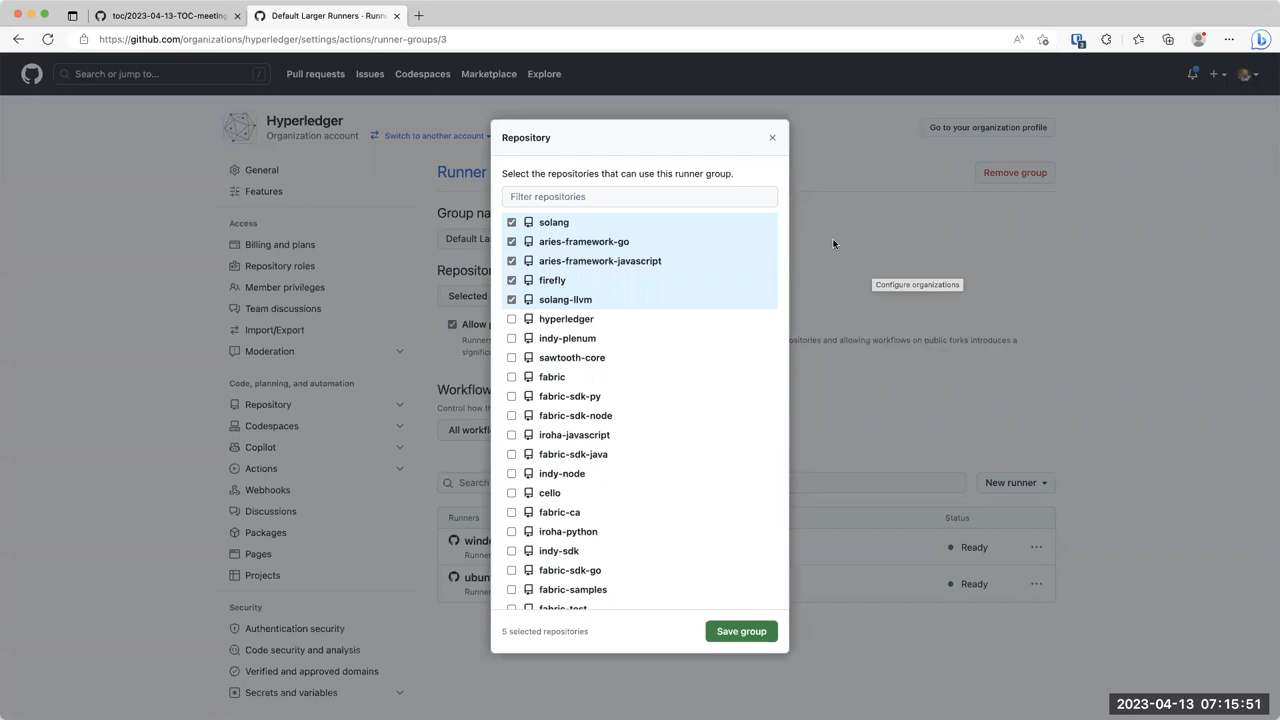 toc/2023-04-13-TOC-meeting
Default Larger Runners · Runn
https://github.com/organizations/hyperledger/settings/actions/runner-groups/3
Search or jump to...
/
Pull requests
Issues
Codespaces
Marketplace
Explore
Hyperledger
Organization account
Switch to another account
Go to your organization profile
General
Features
Access
Billing and plans
Repository roles
Member privileges
Team discussions
Import/Export
Moderation
Code, planning, and automation
Repository
Codespaces
Copilot
Actions
Webhooks
Discussions
Packages
Pages
Projects
Security
Authentication security
Code security and analysis
Verified and approved domains
Secrets and variables
Runner
Remove group
Group na
Default La
Repositor
Selected
Allow p
Runners
signific
ositories and allowing workflows on public forks introduces a
Configure organizations
Workflow
Control how th
All workfl
Search
New runner
Runners
Status
windo
Runne
Ready
ubun
Runne
Ready
Repository
Select the repositories that can use this runner group.
Filter repositories
solang
aries-framework-go
aries-framework-javascript
firefly
solang-llvm
hyperledger
indy-plenum
sawtooth-core
fabric
fabric-sdk-py
fabric-sdk-node
iroha-javascript
fabric-sdk-java
indy-node
cello
fabric-ca
iroha-python
indy-sdk
fabric-sdk-go
fabric-samples
fabric-test
5 selected repositories
Save group
2023-04-13 07:15:51